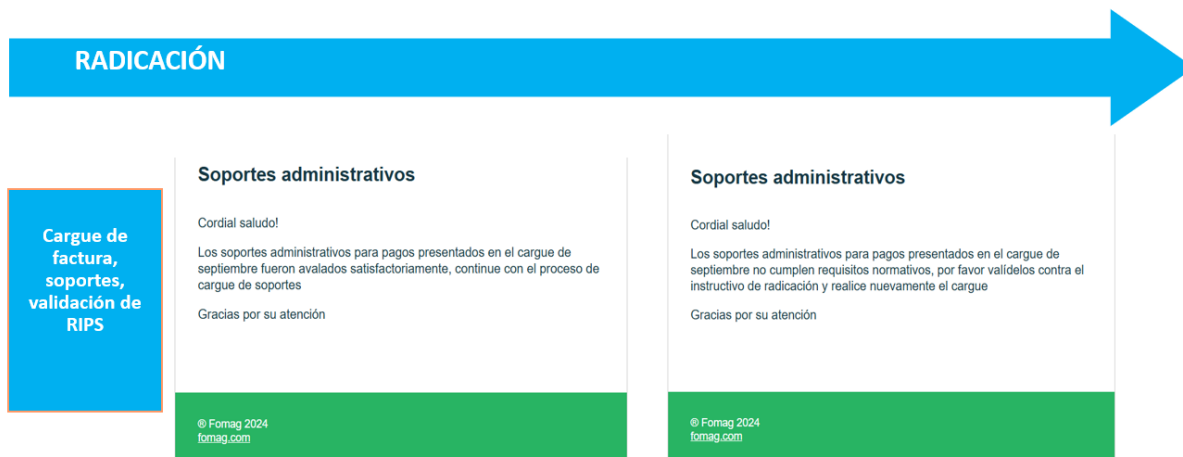 RADICACIÓN
Cargue de
factura,
soportes,
validación de
RIPS
Soportes administrativos
Cordial saludo!
Los soportes administrativos para pagos presentados en el cargue de
septiembre fueron avalados satisfactoriamente, continue con el proceso de
cargue de soportes
Gracias por su atención
® Fomag 2024
fomag.com
Soportes administrativos
Cordial saludo!
Los soportes administrativos para pagos presentados en el cargue de
septiembre no cumplen requisitos normativos, por favor valídelos contra el
instructivo de radicación y realice nuevamente el cargue
Gracias por su atención
® Fomag 2024
fomag.com